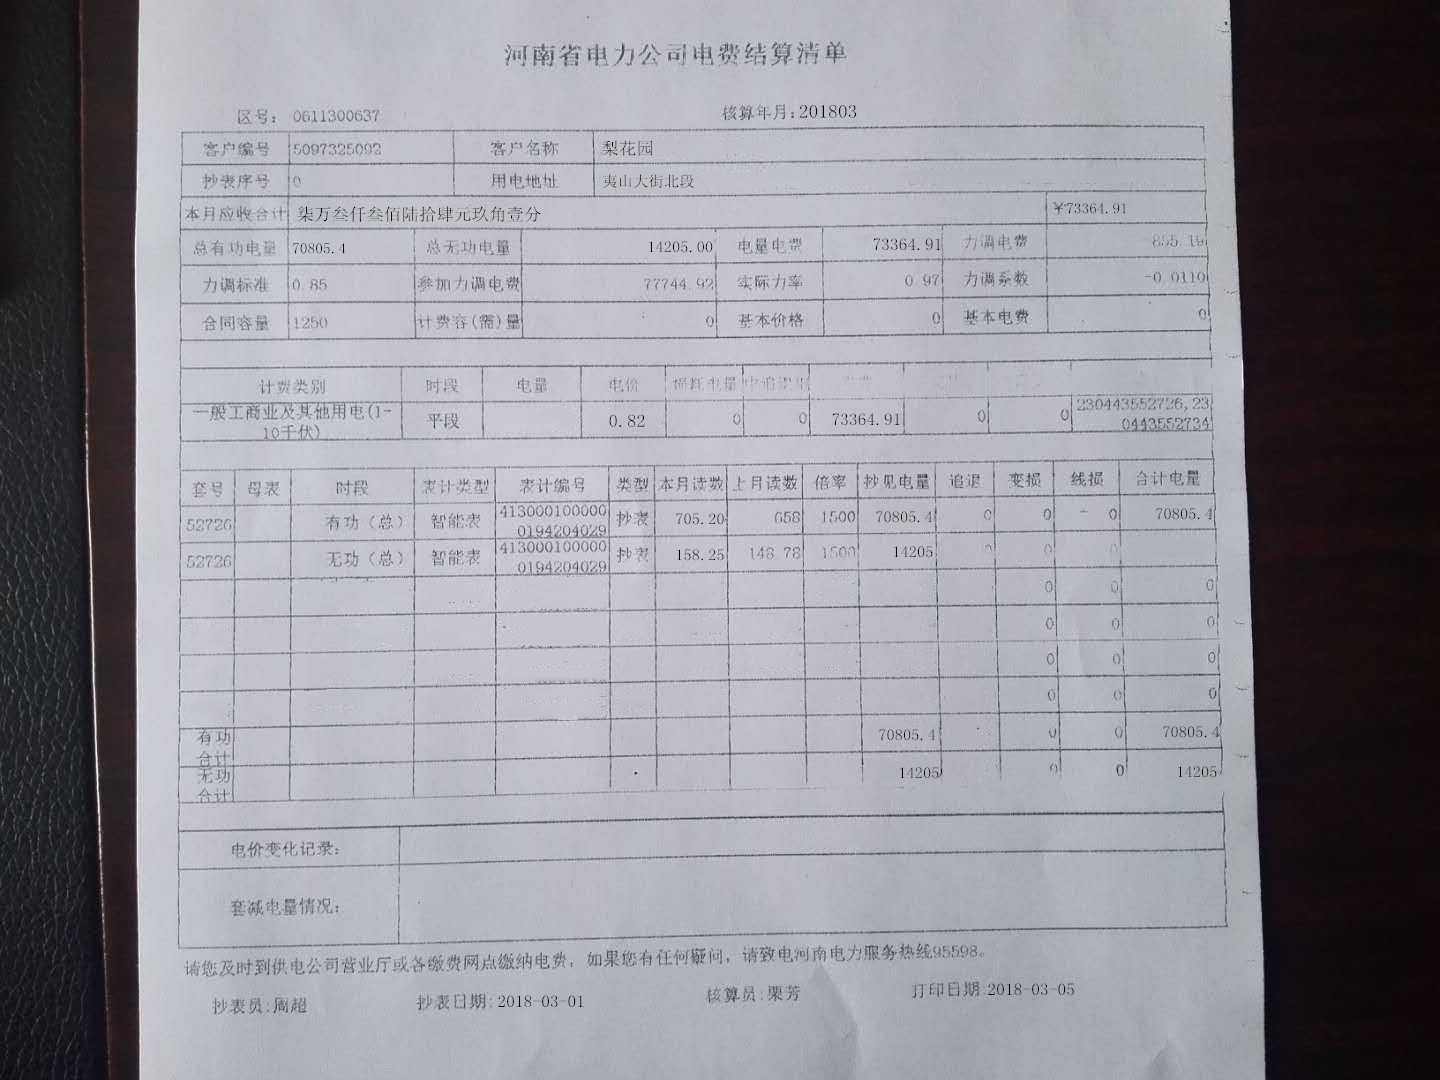 河南省电力公司电费结算清单
区号： 0611300637 核算年月:201803
客户编号 5097325092 客户名称 梨花园
抄表序号 0 用电地址 夷山大街北段
本月应收合计 柒万叁仟叁佰陆拾肆元玖角壹分 ￥73364.91
总有功电量 70805.4 总无功电量 14205.00 电量电费 73364.91 力调电费 -855.19
力调标准 0.85 参加力调电费 77744.92 实际力率 0.97 力调系数 -0.0110
合同容量 1250 计费容(需)量 0 基本价格 0 基本电费 0
计费类别 时段 电量 电价 损耗电量
一般工商业及其他用电(1-10千伏) 平段 0.82 0 0 73364.91 0 0 230443552726,230443552734
套号 母表 时段 表计类型 表计编号 类型 本月读数 上月读数 倍率 抄见电量 追退 变损 线损 合计电量
52726 有功（总） 智能表 4130001000000194204029 抄表 705.20 658 1500 70805.4 0 0 - 0 70805.4
52726 无功（总） 智能表 4130001000000194204029 抄表 158.25 148.78 1500 14205 0 0 0
0 0 0
0 0 0
0 0 0
0 0 0
有功合计 70805.4 0 0 70805.4
无功合计 14205 0 0 14205
电价变化记录：
套减电量情况：
请您及时到供电公司营业厅或各缴费网点缴纳电费，如果您有任何疑问，请致电河南电力服务热线95598。
抄表员:周超 抄表日期:2018-03-01 核算员:栗芳 打印日期:2018-03-05